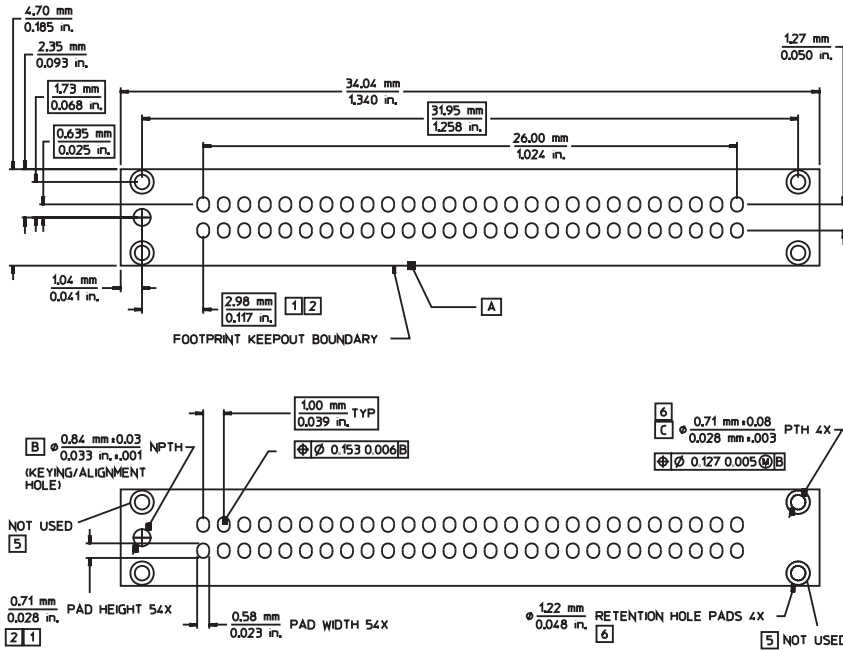 4.70 mm
0.185 in.
2.35 mm
0.093 in.
1.73 mm
0.068 in.
0.635 mm
0.025 in.
34.04 mm
1.340 in.
31.95 mm
1.258 in.
26.00 mm
1.024 in.
1.27 mm
0.050 in.
1.04 mm
0.041 in.
2.98 mm
0.117 in.
1 2
A
FOOTPRINT KEEPOUT BOUNDARY
1.00 mm
0.039 in.
TYP
⌖ Ø 0.153 0.006 B
B ø 0.84 mm±0.03
0.033 in.±.001
NPTH
(KEYING/ALIGNMENT
HOLE)
NOT USED
5
6
C ø 0.71 mm±0.08
0.028 mm±.003
PTH 4X
⌖ Ø 0.127 0.005 Ⓜ B
0.71 mm
0.028 in.
PAD HEIGHT 54X
2 1
0.58 mm
0.023 in.
PAD WIDTH 54X
ø 1.22 mm
0.048 in.
RETENTION HOLE PADS 4X
6
5 NOT USED